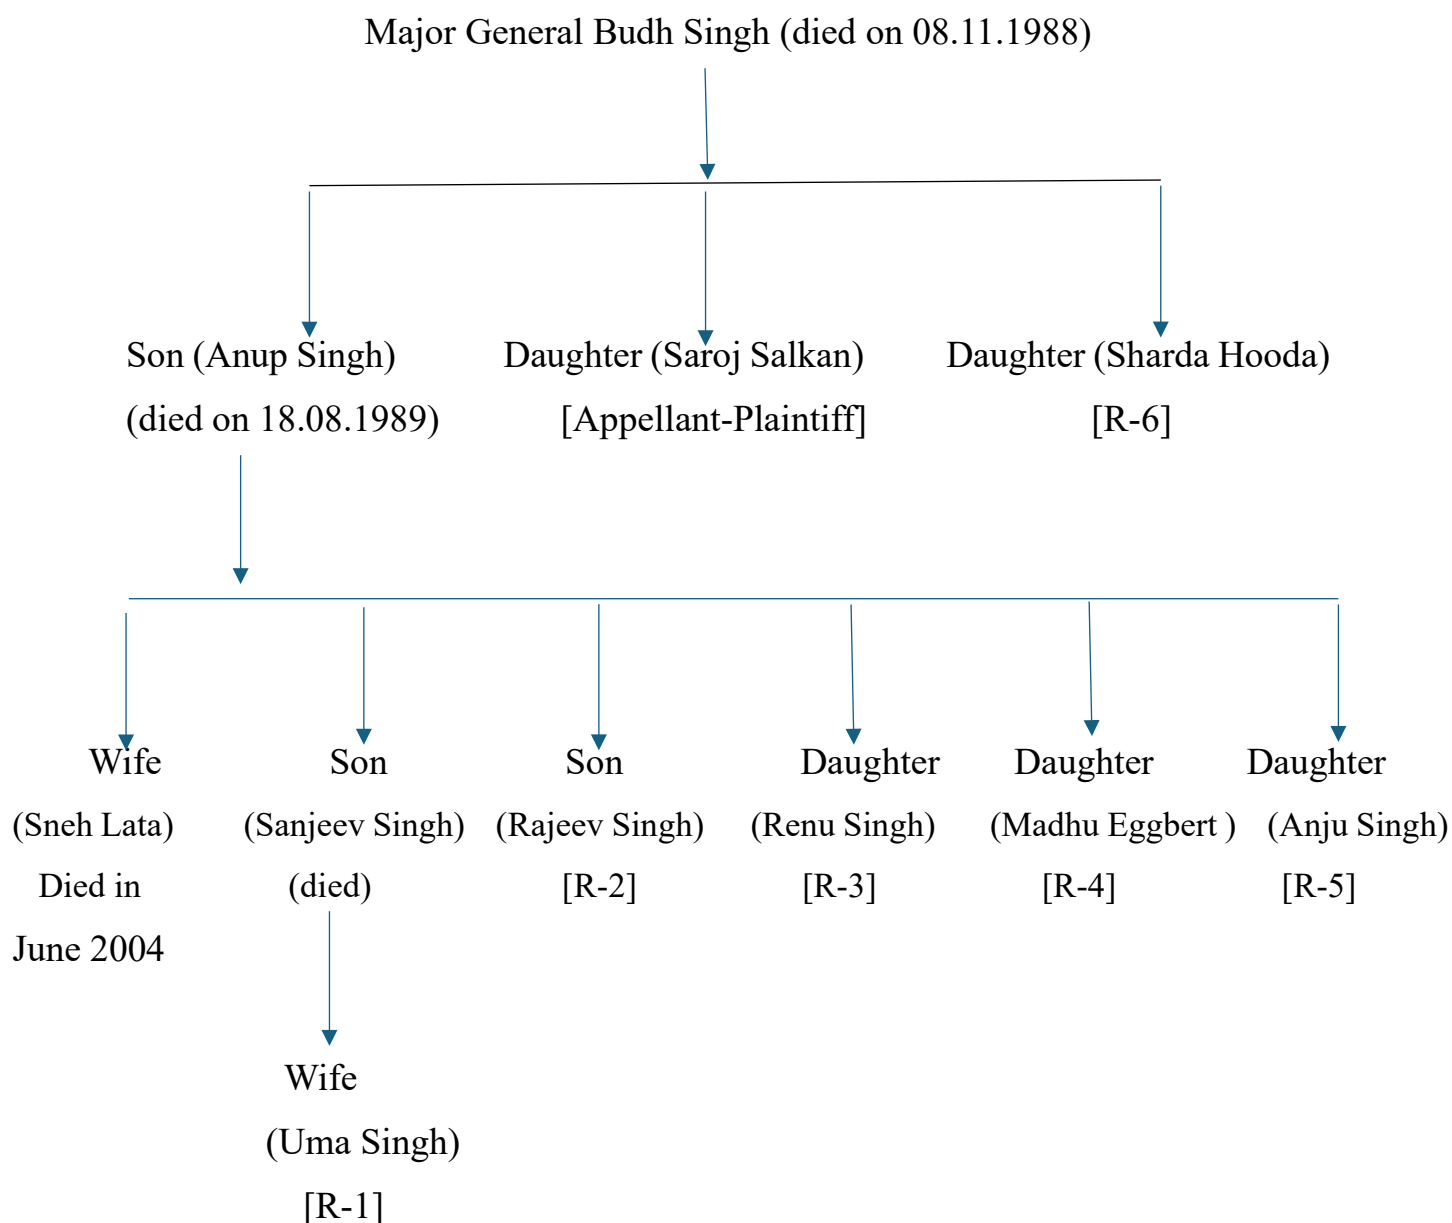 Major General Budh Singh (died on 08.11.1988)
Son (Anup Singh)
(died on 18.08.1989)
Daughter (Saroj Salkan)
[Appellant-Plaintiff]
Daughter (Sharda Hooda)
[R-6]
Wife
(Sneh Lata)
Died in
June 2004
Son
(Sanjeev Singh)
(died)
Wife
(Uma Singh)
[R-1]
Son
(Rajeev Singh)
[R-2]
Daughter
(Renu Singh)
[R-3]
Daughter
(Madhu Eggbert )
[R-4]
Daughter
(Anju Singh)
[R-5]